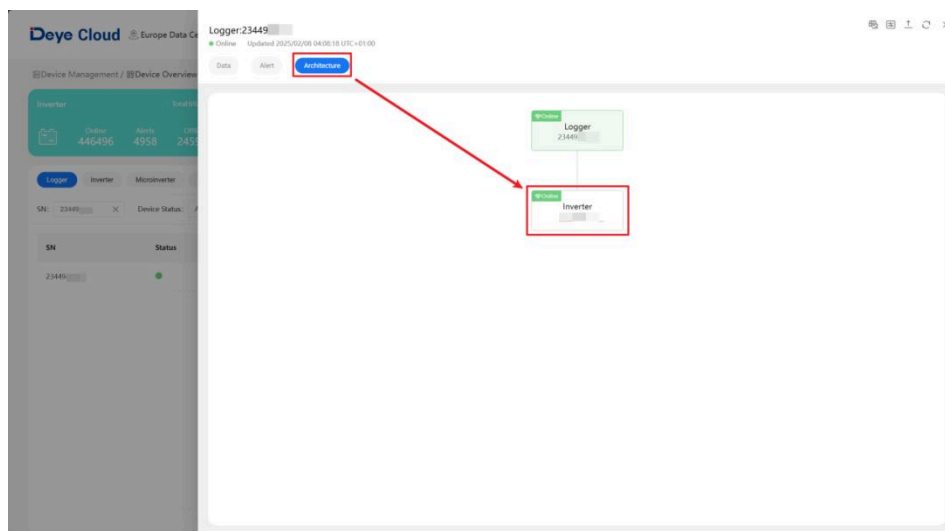 Deye Cloud
Europe Data Ce
Device Management / Device Overview
Inverter
Online
446496
Alerts
4958
245
Logger
Inverter
Microinverter
SN: 23449
Device Status:
SN
Status
23449
Logger:23449
Online Updated 2025/02/08 04:08:18 UTC+01:00
Data
Alert
Architecture
Online
Logger
23449
Online
Inverter